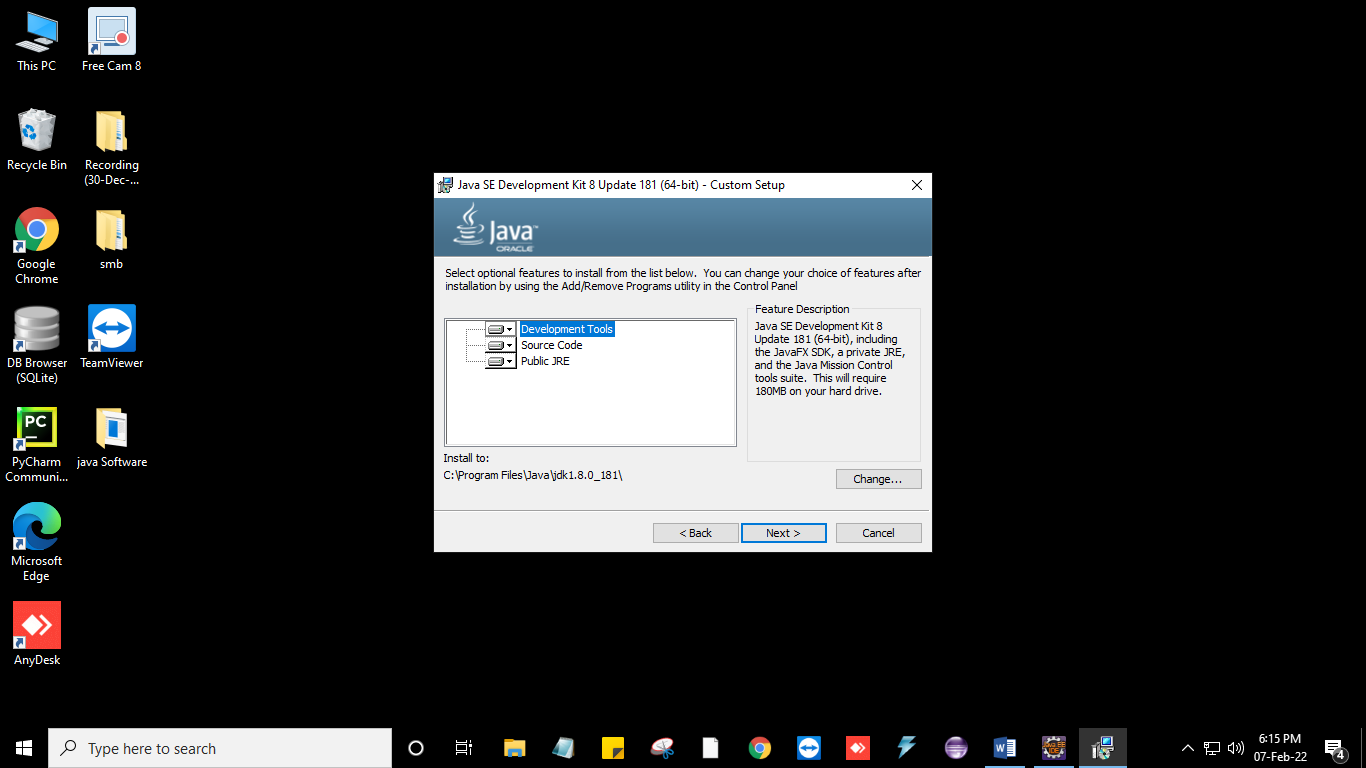 This PC
Free Cam 8
Recycle Bin
Recording
(30-Dec-...
Google
Chrome
smb
DB Browser
(SQLite)
TeamViewer
PC
PyCharm
Communi...
java Software
Microsoft
Edge
AnyDesk
Java SE Development Kit 8 Update 181 (64-bit) - Custom Setup
Java™
ORACLE
Select optional features to install from the list below.  You can change your choice of features after
installation by using the Add/Remove Programs utility in the Control Panel
Development Tools
Source Code
Public JRE
Feature Description
Java SE Development Kit 8
Update 181 (64-bit), including
the JavaFX SDK, a private JRE,
and the Java Mission Control
tools suite.  This will require
180MB on your hard drive.
Install to:
C:\Program Files\Java\jdk1.8.0_181\
Change...
< Back
Next >
Cancel
Type here to search
W
6:15 PM
07-Feb-22
4